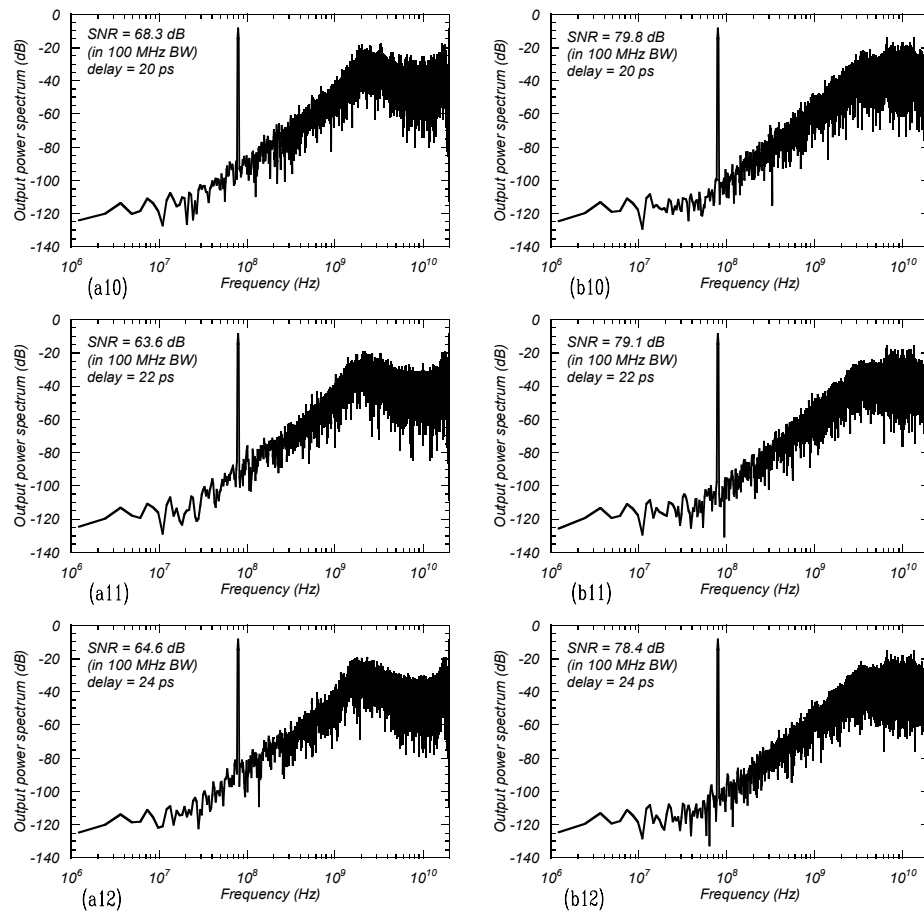 SNR = 68.3 dB
(in 100 MHz BW)
delay = 20 ps
Output power spectrum (dB)
0
-20
-40
-60
-80
-100
-120
-140
10^6 10^7 10^8 10^9 10^10
Frequency (Hz)
(a10)
SNR = 79.8 dB
(in 100 MHz BW)
delay = 20 ps
Output power spectrum (dB)
0
-20
-40
-60
-80
-100
-120
-140
10^6 10^7 10^8 10^9 10^10
Frequency (Hz)
(b10)
SNR = 63.6 dB
(in 100 MHz BW)
delay = 22 ps
Output power spectrum (dB)
0
-20
-40
-60
-80
-100
-120
-140
10^6 10^7 10^8 10^9 10^10
Frequency (Hz)
(a11)
SNR = 79.1 dB
(in 100 MHz BW)
delay = 22 ps
Output power spectrum (dB)
0
-20
-40
-60
-80
-100
-120
-140
10^6 10^7 10^8 10^9 10^10
Frequency (Hz)
(b11)
SNR = 64.6 dB
(in 100 MHz BW)
delay = 24 ps
Output power spectrum (dB)
0
-20
-40
-60
-80
-100
-120
-140
10^6 10^7 10^8 10^9 10^10
Frequency (Hz)
(a12)
SNR = 78.4 dB
(in 100 MHz BW)
delay = 24 ps
Output power spectrum (dB)
0
-20
-40
-60
-80
-100
-120
-140
10^6 10^7 10^8 10^9 10^10
Frequency (Hz)
(b12)